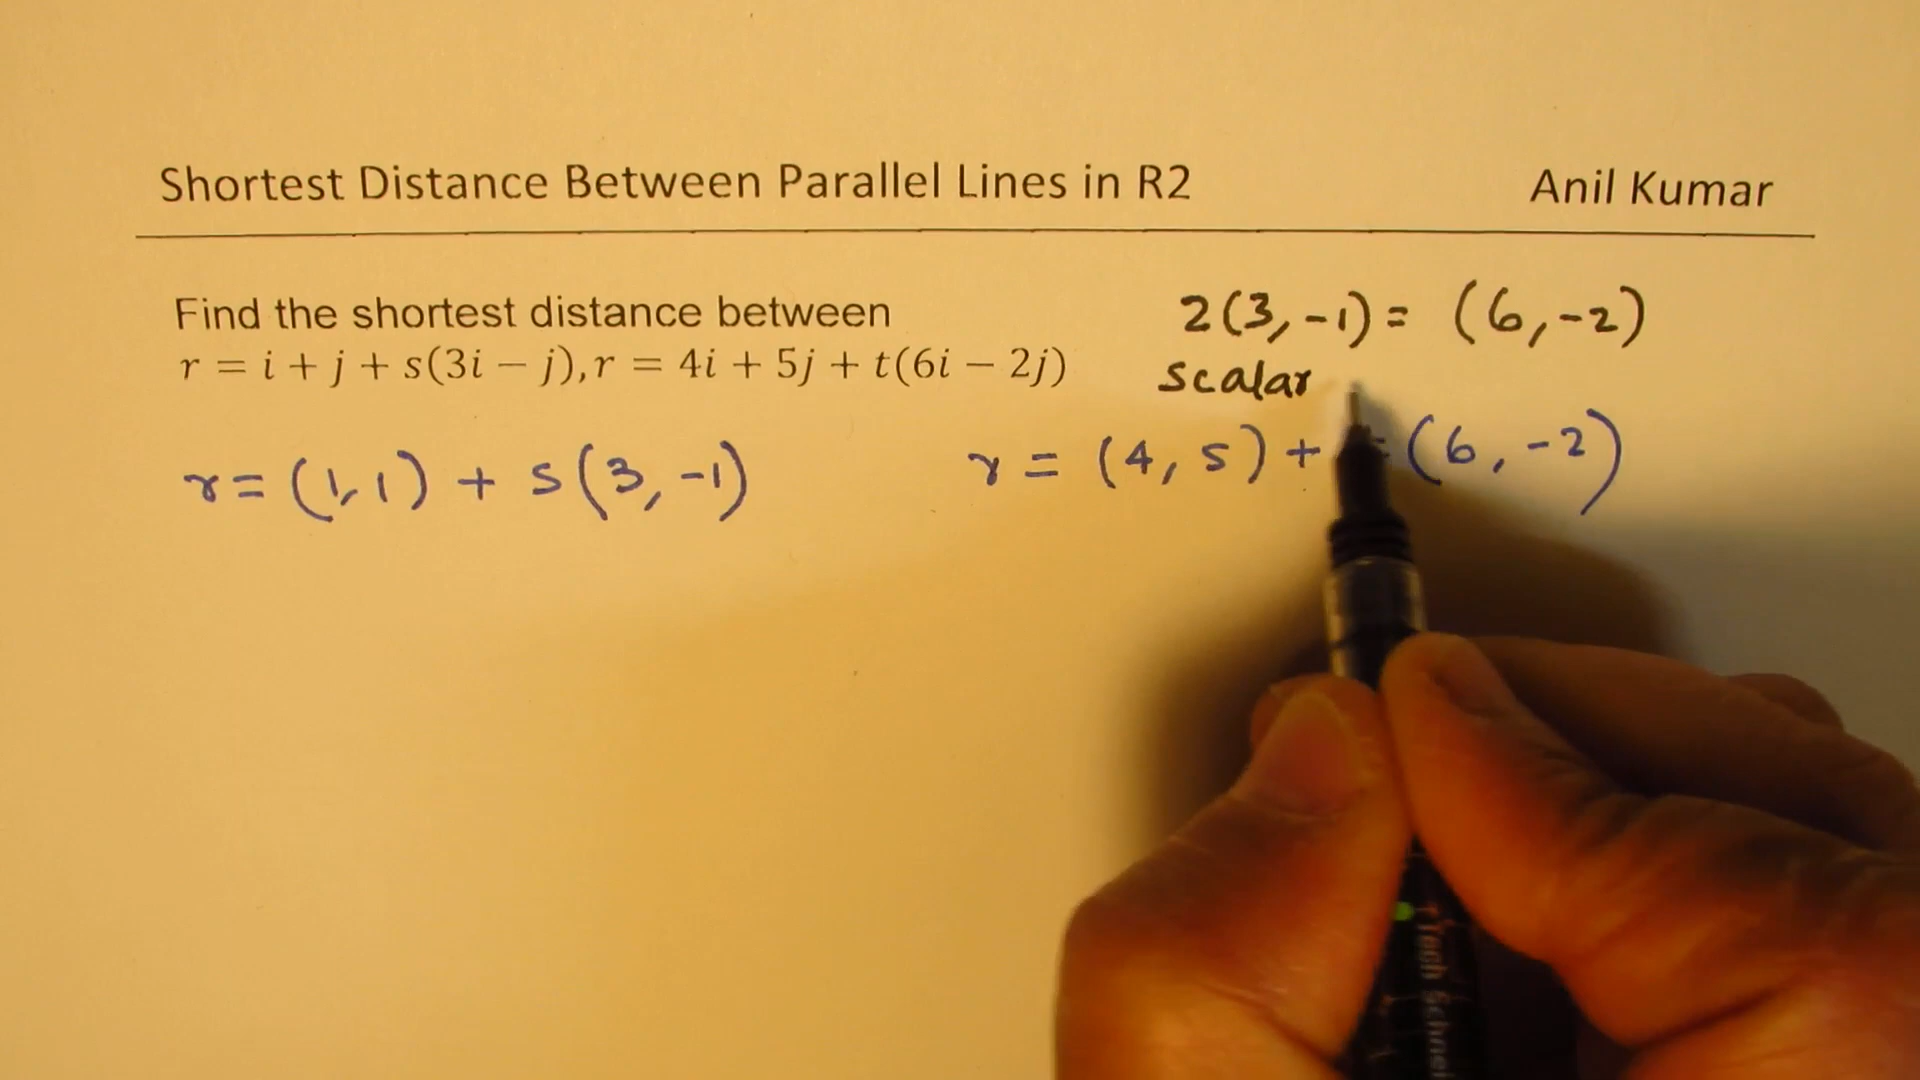 Shortest Distance Between Parallel Lines in R2 Anil Kumar
Find the shortest distance between
r = i + j + s(3i − j), r = 4i + 5j + t(6i − 2j)
2(3, -1) = (6, -2)
scalar
r = (1, 1) + s(3, -1)
r = (4, 5) + (6, -2)
Tech